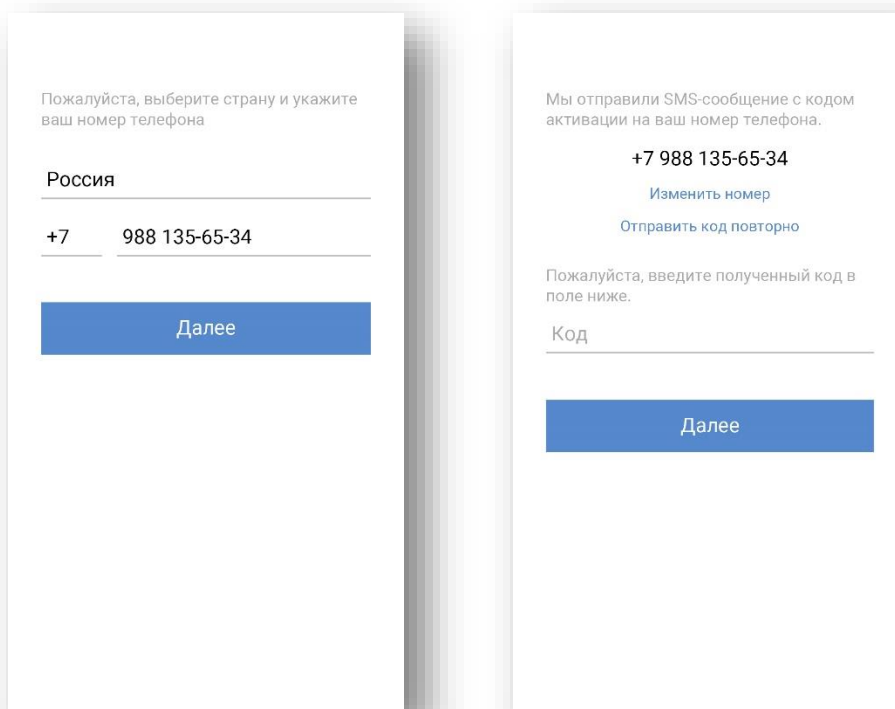 Пожалуйста, выберите страну и укажите
ваш номер телефона
Россия
+7 988 135-65-34
Далее
Мы отправили SMS-сообщение с кодом
активации на ваш номер телефона.
+7 988 135-65-34
Изменить номер
Отправить код повторно
Пожалуйста, введите полученный код в
поле ниже.
Код
Далее